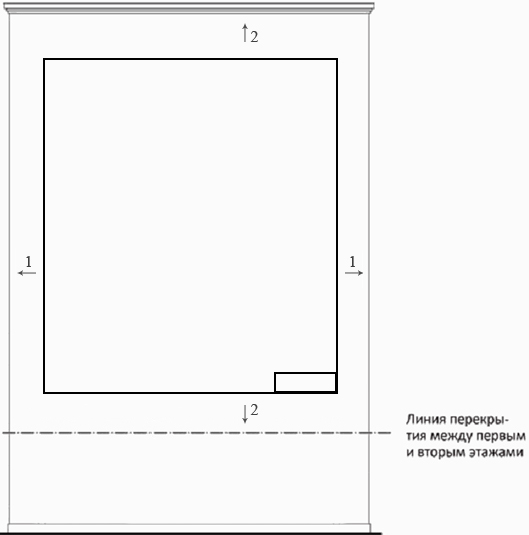 2
1
1
2
Линия перекры-
тия между первым
и вторым этажами